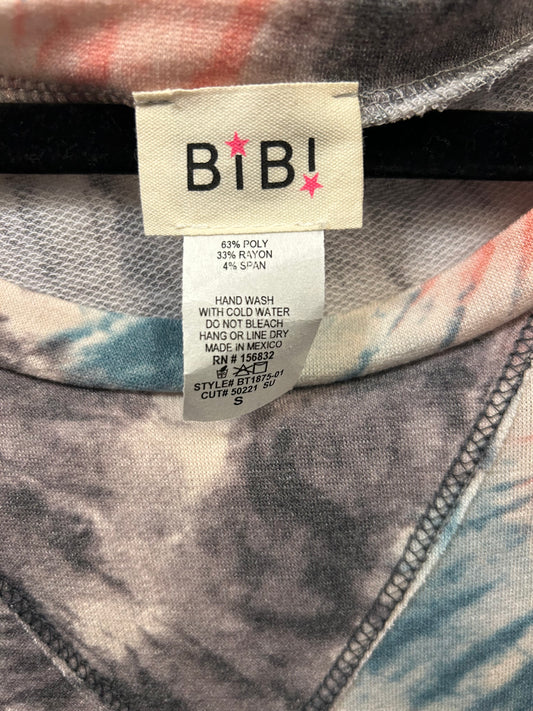 BiBi
63% POLY
33% RAYON
4% SPAN
HAND WASH
WITH COLD WATER
DO NOT BLEACH
HANG OR LINE DRY
MADE IN MEXICO
RN # 156832
STYLE# BT1875-01
CUT# 50221 SU
S